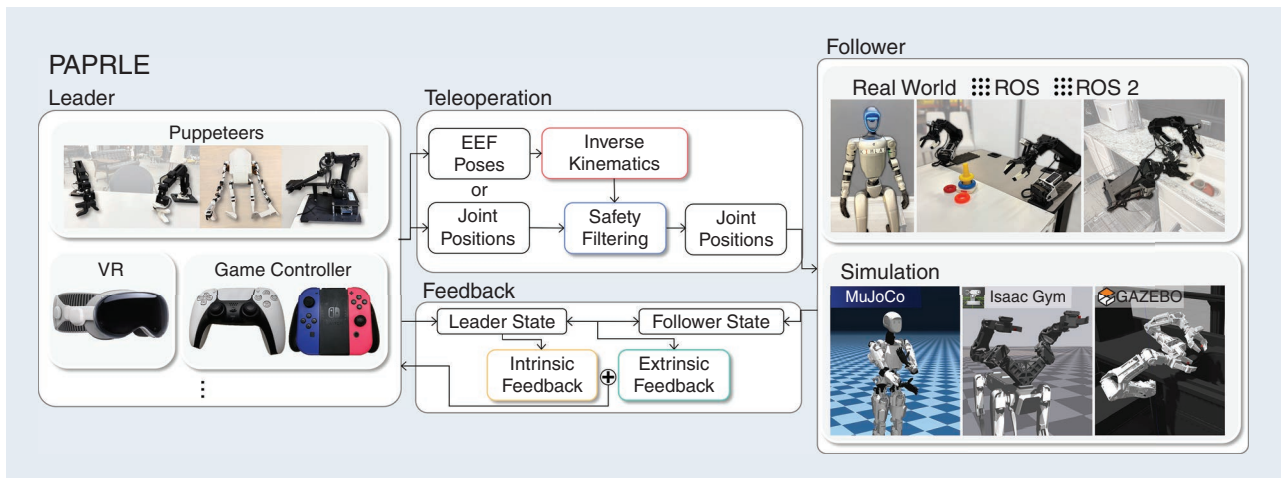 PAPRLE
Leader
Puppeteers
VR
Game Controller
⋮
Teleoperation
EEF
Poses
or
Joint
Positions
Inverse
Kinematics
Safety
Filtering
Joint
Positions
Feedback
Leader State
Follower State
Intrinsic
Feedback
+
Extrinsic
Feedback
Follower
Real World ROS ROS 2
Simulation
MuJoCo
Isaac Gym
GAZEBO